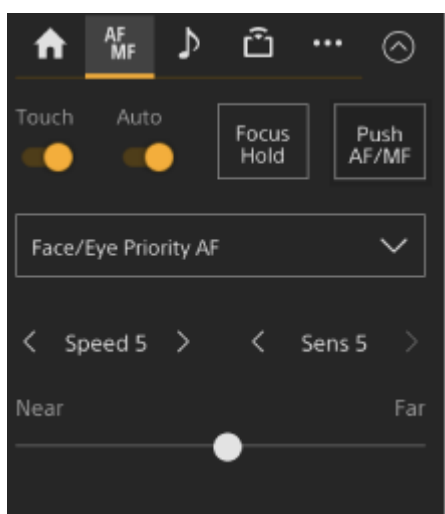 AF
MF
Touch Auto
Focus
Hold
Push
AF/MF
Face/Eye Priority AF
Speed 5
Sens 5
Near
Far